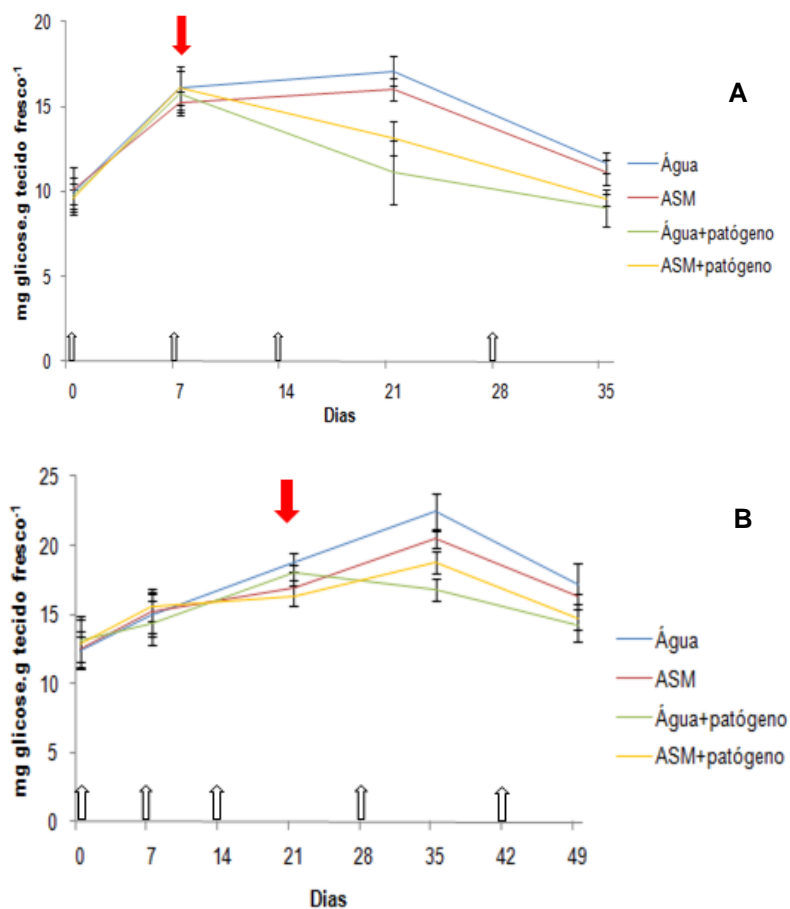 20
15
10
5
0
mg glicose.g tecido fresco-1
0 7 14 21 28 35
Dias
A
Água
ASM
Água+patógeno
ASM+patógeno
25
20
15
10
5
0
mg glicose.g tecido fresco-1
0 7 14 21 28 35 42 49
Dias
B
Água
ASM
Água+patógeno
ASM+patógeno